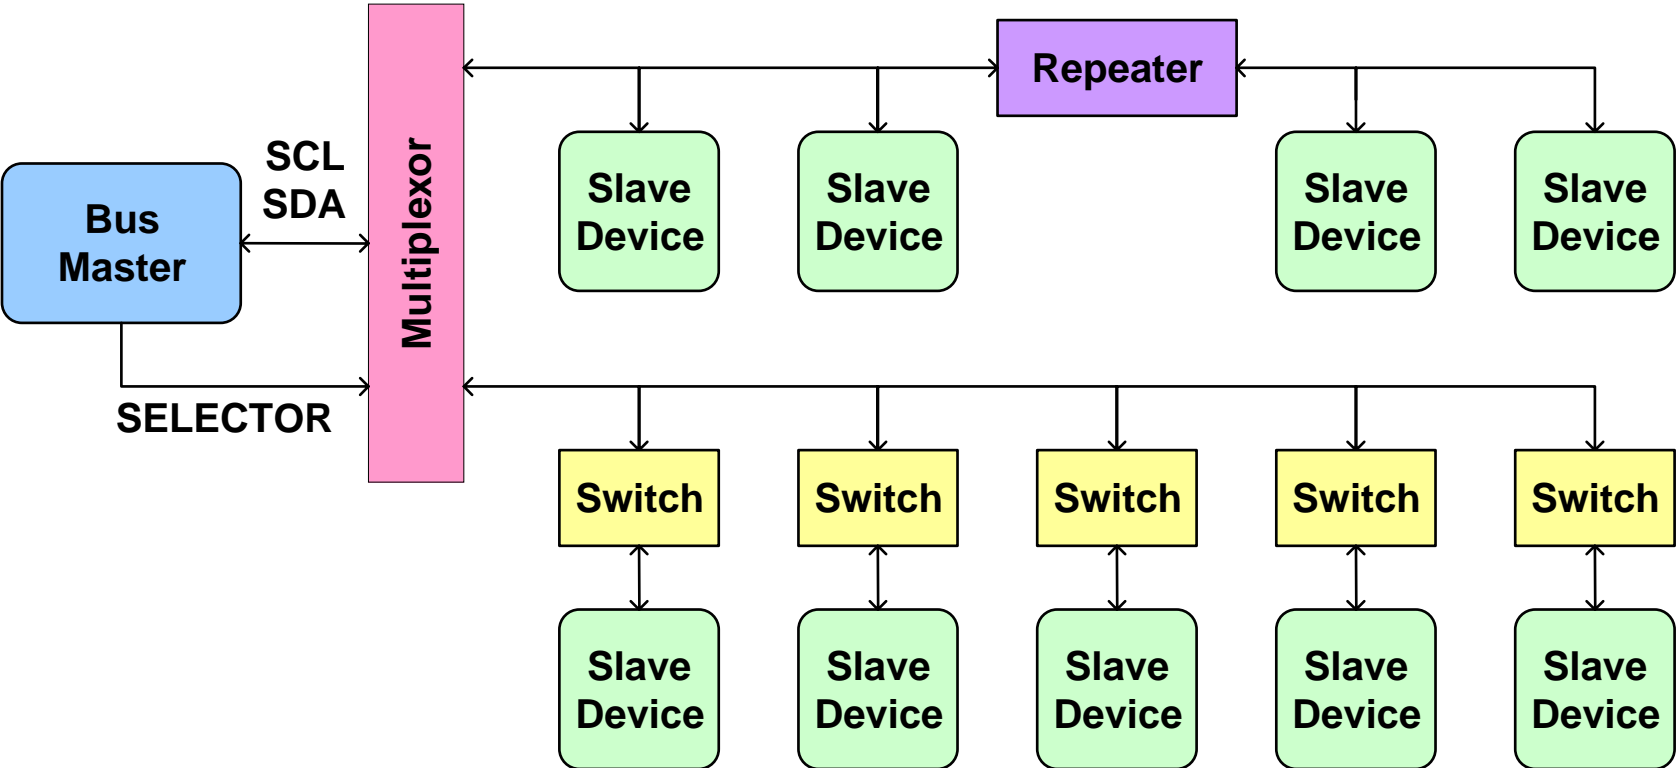 Repeater
SCL
SDA
Bus
Master
Multiplexor
Slave
Device
Slave
Device
Slave
Device
Slave
Device
SELECTOR
Switch
Switch
Switch
Switch
Switch
Slave
Device
Slave
Device
Slave
Device
Slave
Device
Slave
Device